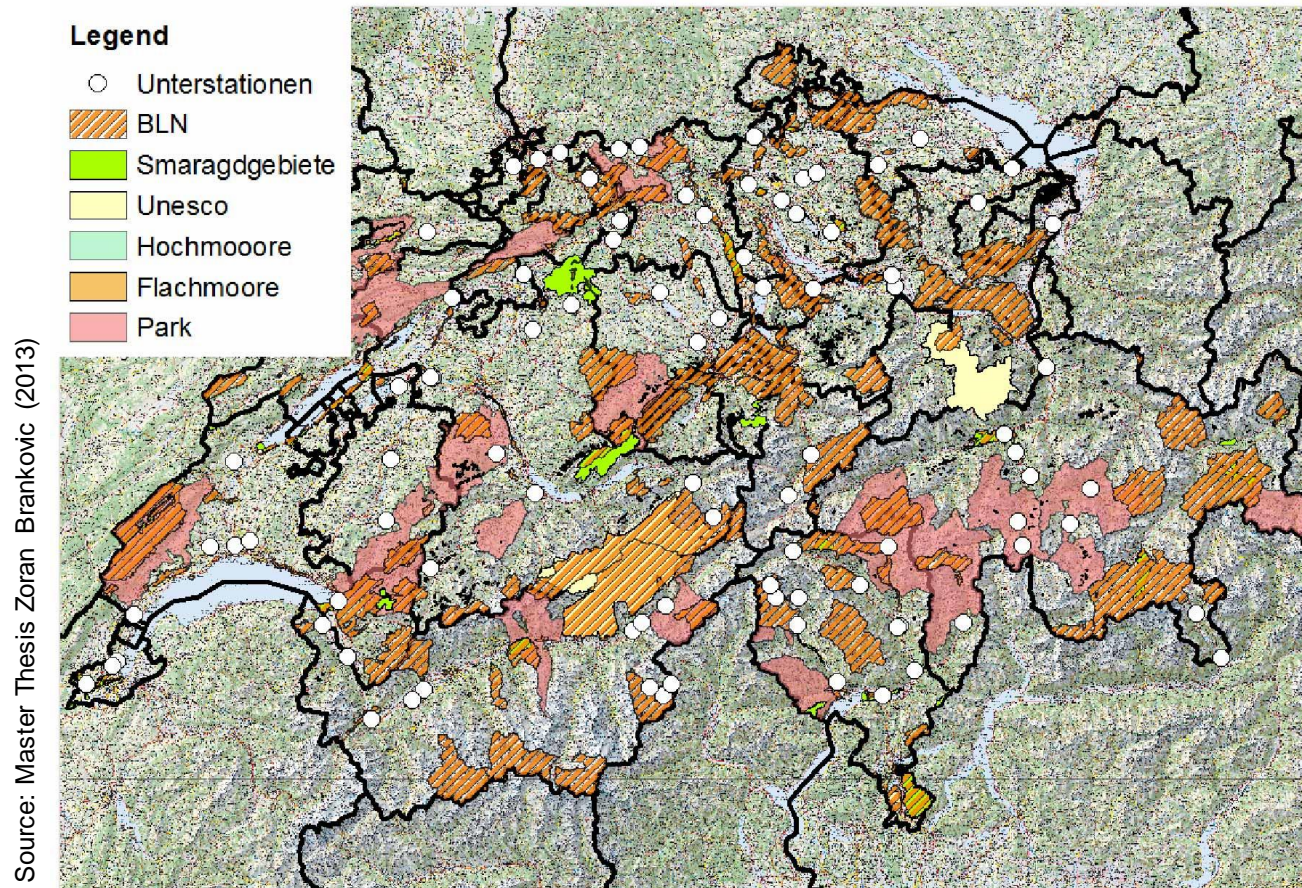 Legend
Unterstationen
BLN
Smaragdgebiete
Unesco
Hochmooore
Flachmoore
Park
Source: Master Thesis Zoran Brankovic (2013)